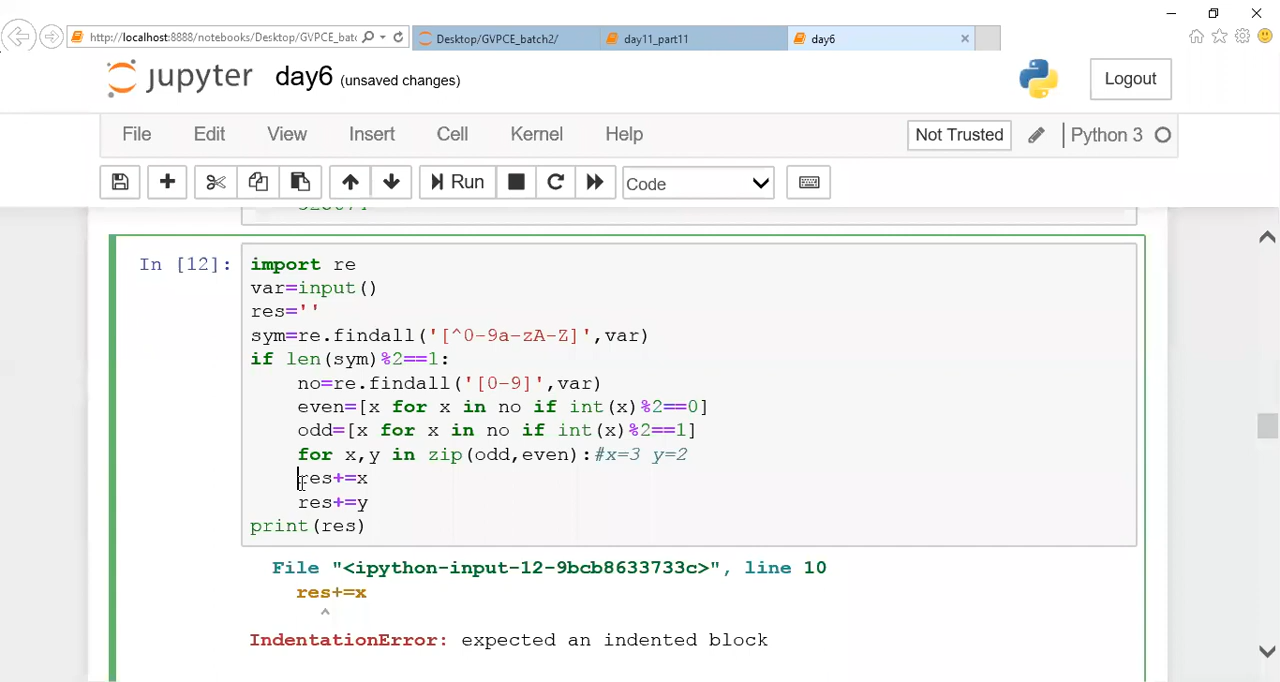 http://localhost:8888/notebooks/Desktop/GVPCE_batc
Desktop/GVPCE_batch2/
day11_part11
day6
jupyter day6 (unsaved changes)
Logout
File Edit View Insert Cell Kernel Help
Not Trusted
Python 3
Run
Code
In [12]:
import re
var=input()
res=''
sym=re.findall('[^0-9a-zA-Z]',var)
if len(sym)%2==1:
    no=re.findall('[0-9]',var)
    even=[x for x in no if int(x)%2==0]
    odd=[x for x in no if int(x)%2==1]
    for x,y in zip(odd,even):#x=3 y=2
    res+=x
    res+=y
print(res)
File "<ipython-input-12-9bcb8633733c>", line 10
res+=x
^
IndentationError: expected an indented block